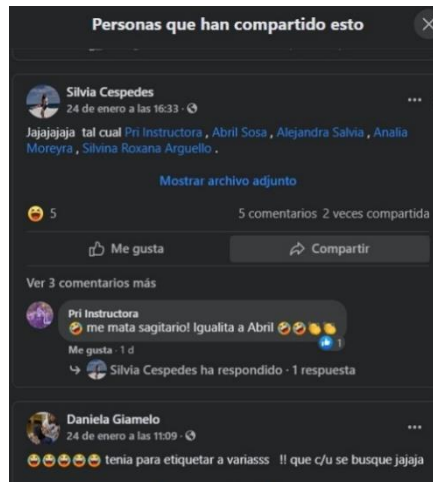 Personas que han compartido esto
Silvia Cespedes
24 de enero a las 16:33 ·
Jajajajaja tal cual Pri Instructora , Abril Sosa , Alejandra Salvia , Analia
Moreyra , Silvina Roxana Arguello .
Mostrar archivo adjunto
5
5 comentarios 2 veces compartida
Me gusta
Compartir
Ver 3 comentarios más
Pri Instructora
🤣 me mata sagitario! Igualita a Abril 🤣🤣👏👏
1
Me gusta · 1 d
Silvia Cespedes ha respondido · 1 respuesta
Daniela Giamelo
24 de enero a las 11:09 ·
😂😂😂😂😂 tenia para etiquetar a variasss !! que c/u se busque jajaja